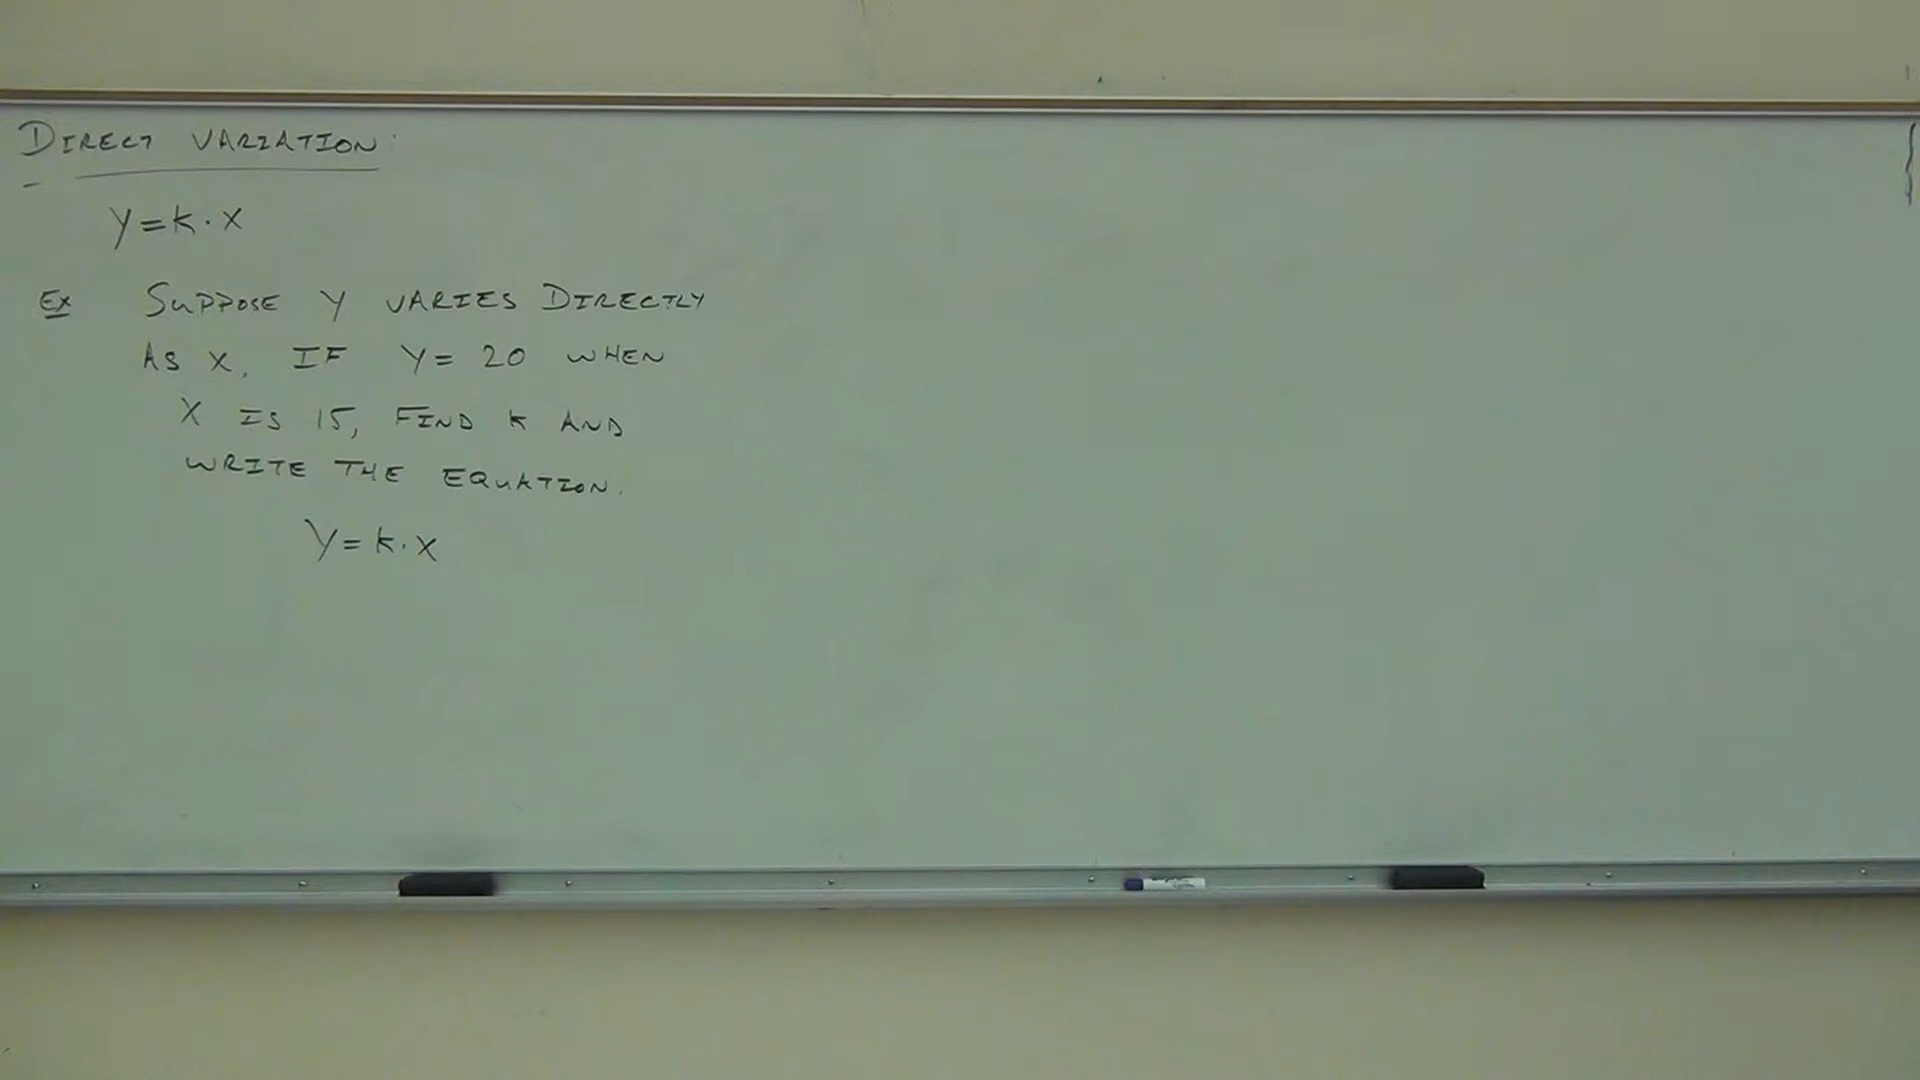 DIRECT VARIATION:
Y=k·X
EX SUPPOSE Y VARIES DIRECTLY
AS X, IF Y= 20 WHEN
X IS 15, FIND k AND
WRITE THE EQUATION.
Y=k·X